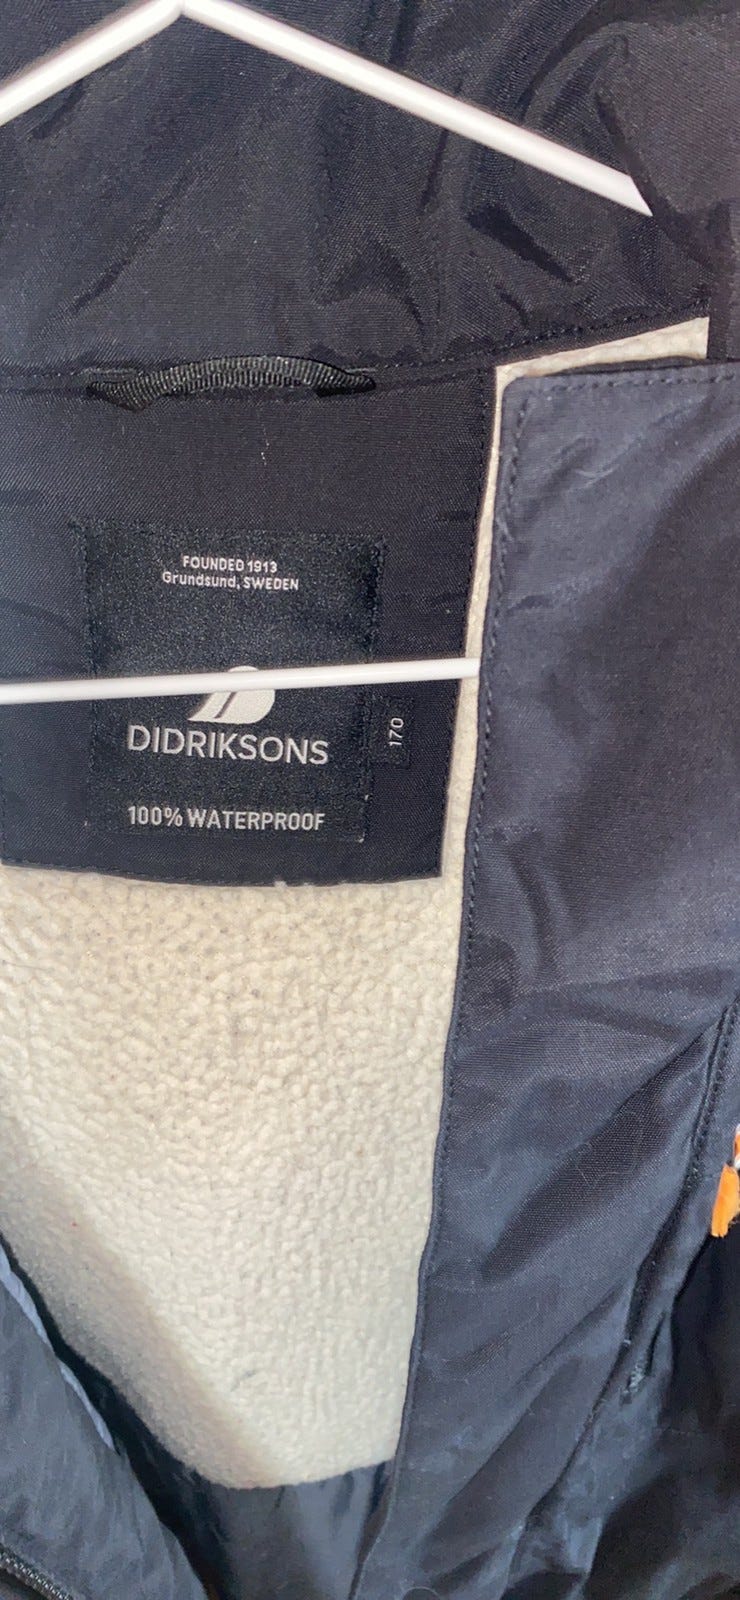 FOUNDED 1913
Grundsund, SWEDEN
DIDRIKSONS
170
100% WATERPROOF